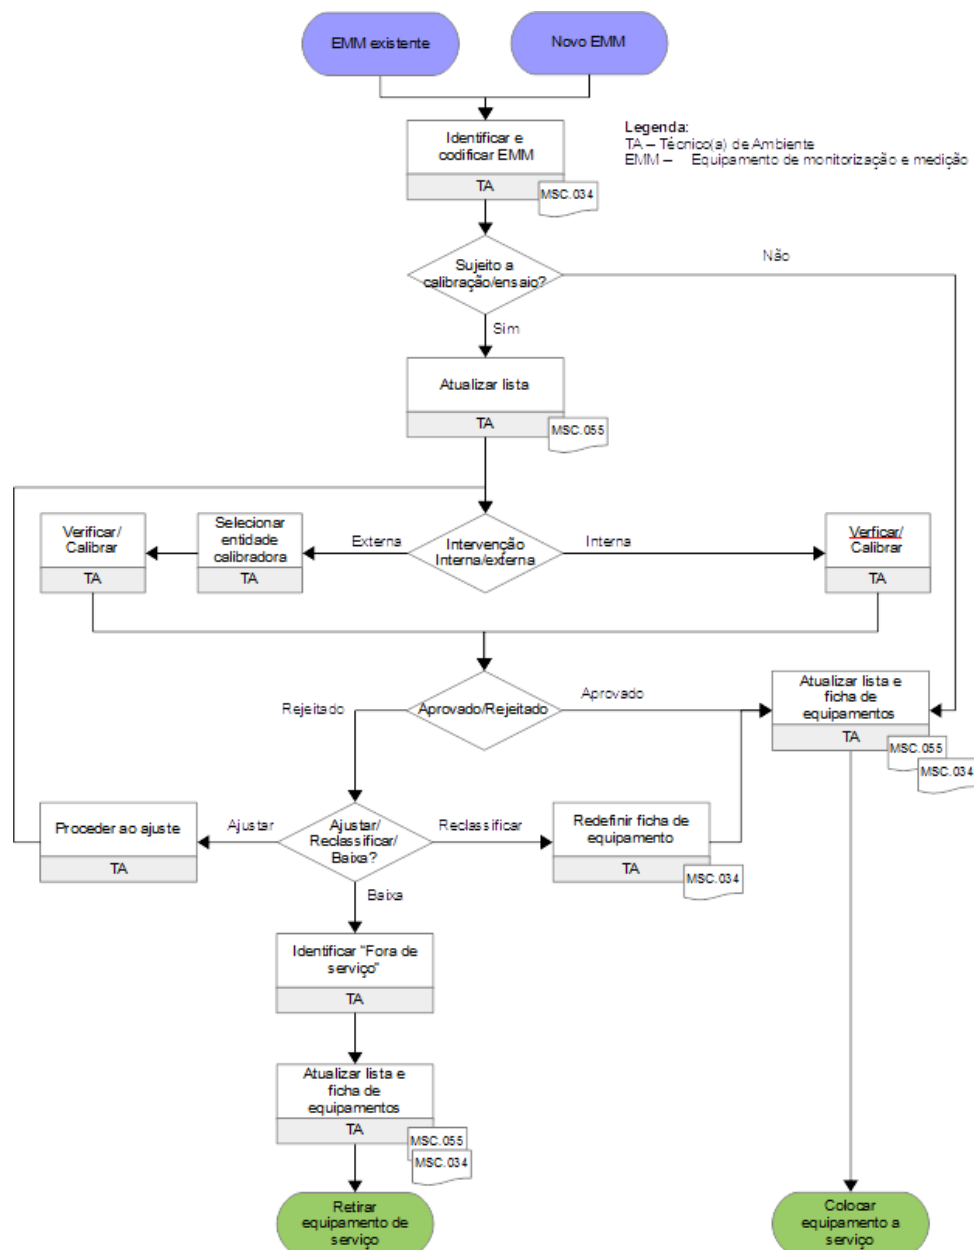 EMM existente
Novo EMM
Identificar e
codificar EMM
TA
MSC.034
Legenda:
TA – Técnico(a) de Ambiente
EMM – Equipamento de monitorização e medição
Sujeito a
calibração/ensaio?
Não
Sim
Atualizar lista
TA
MSC.055
Verificar/
Calibrar
TA
Selecionar
entidade
calibradora
TA
Externa
Intervenção
Interna/externa
Interna
Verficar/
Calibrar
TA
Rejeitado
Aprovado/Rejeitado
Aprovado
Atualizar lista e
ficha de
equipamentos
TA
MSC.055
MSC.034
Proceder ao ajuste
TA
Ajustar
Ajustar/
Reclassificar/
Baixa?
Reclassificar
Redefinir ficha de
equipamento
TA
MSC.034
Baixa
Identificar "Fora de
serviço"
TA
Atualizar lista e
ficha de
equipamentos
TA
MSC.055
MSC.034
Retirar
equipamento de
serviço
Colocar
equipamento a
serviço